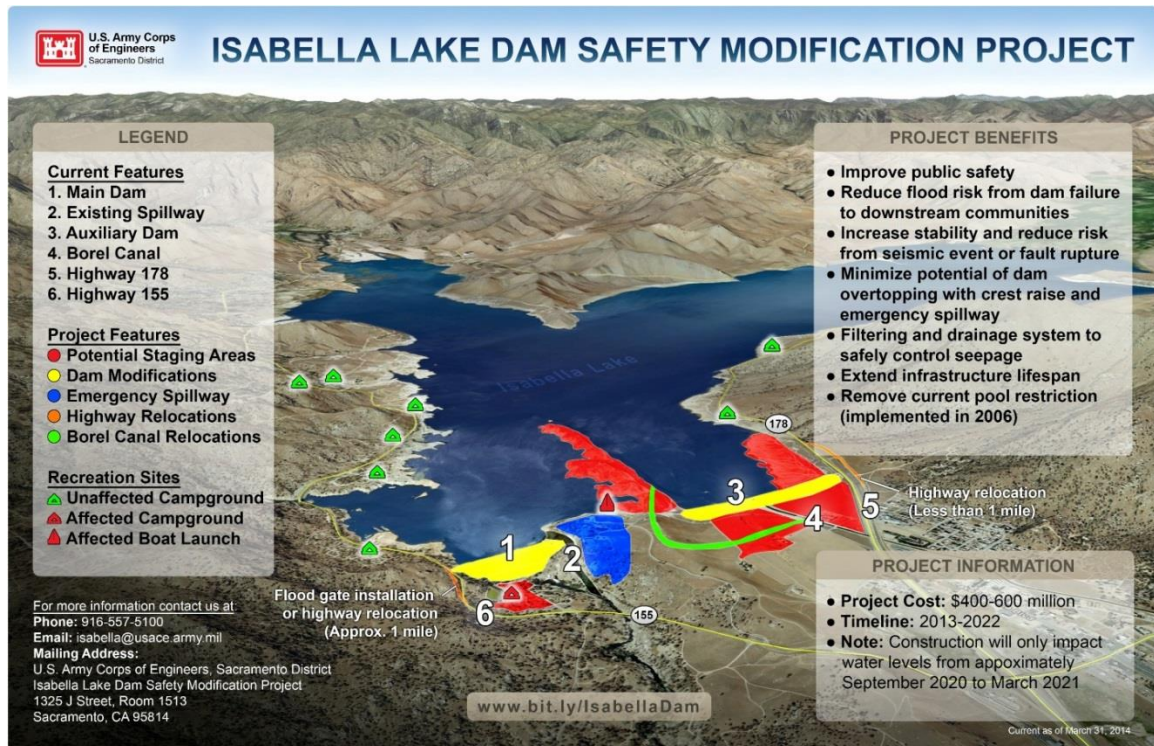 U.S. Army Corps
of Engineers
Sacramento District
ISABELLA LAKE DAM SAFETY MODIFICATION PROJECT
LEGEND
Current Features
1. Main Dam
2. Existing Spillway
3. Auxiliary Dam
4. Borel Canal
5. Highway 178
6. Highway 155
Project Features
Potential Staging Areas
Dam Modifications
Emergency Spillway
Highway Relocations
Borel Canal Relocations
Recreation Sites
Unaffected Campground
Affected Campground
Affected Boat Launch
For more information contact us at:
Phone: 916-557-5100
Email: isabella@usace.army.mil
Mailing Address:
U.S. Army Corps of Engineers, Sacramento District
Isabella Lake Dam Safety Modification Project
1325 J Street, Room 1513
Sacramento, CA 95814
Isabella Lake
178
3
5
4
1
2
6
155
Highway relocation
(Less than 1 mile)
Flood gate installation
or highway relocation
(Approx. 1 mile)
www.bit.ly/IsabellaDam
PROJECT BENEFITS
● Improve public safety
● Reduce flood risk from dam failure
to downstream communities
● Increase stability and reduce risk
from seismic event or fault rupture
● Minimize potential of dam
overtopping with crest raise and
emergency spillway
● Filtering and drainage system to
safely control seepage
● Extend infrastructure lifespan
● Remove current pool restriction
(implemented in 2006)
PROJECT INFORMATION
● Project Cost: $400-600 million
● Timeline: 2013-2022
● Note: Construction will only impact
water levels from appoximately
September 2020 to March 2021
Current as of March 31, 2014